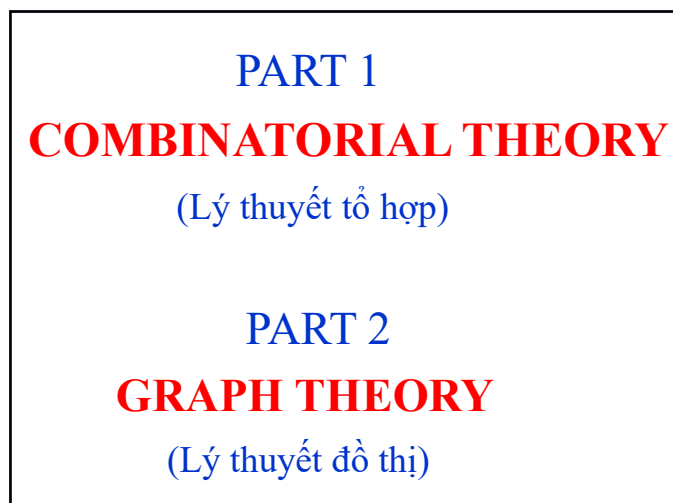 PART 1
COMBINATORIAL THEORY
(Lý thuyết tổ hợp)
PART 2
GRAPH THEORY
(Lý thuyết đồ thị)